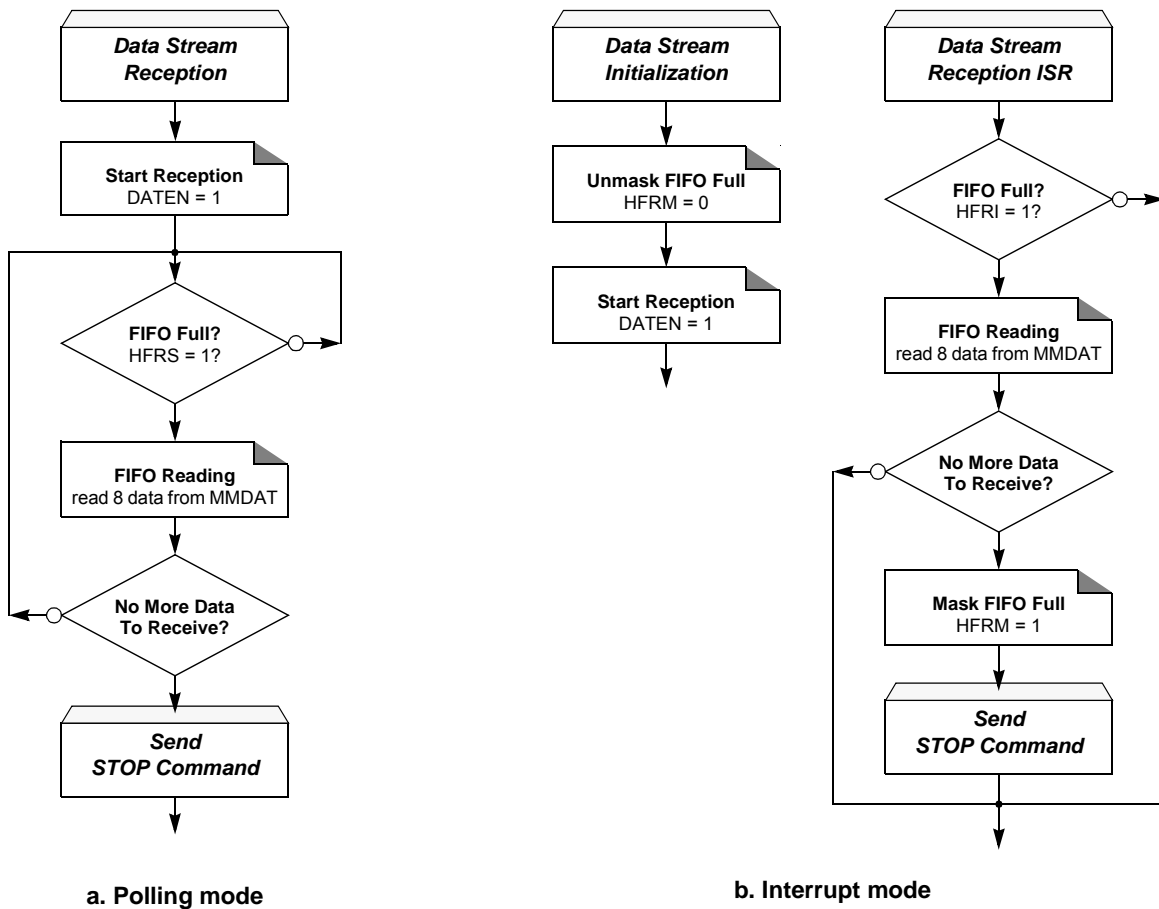 Data Stream
Reception
Start Reception
DATEN = 1
FIFO Full?
HFRS = 1?
FIFO Reading
read 8 data from MMDAT
No More Data
To Receive?
Send
STOP Command
a. Polling mode
Data Stream
Initialization
Unmask FIFO Full
HFRM = 0
Start Reception
DATEN = 1
Data Stream
Reception ISR
FIFO Full?
HFRI = 1?
FIFO Reading
read 8 data from MMDAT
No More Data
To Receive?
Mask FIFO Full
HFRM = 1
Send
STOP Command
b. Interrupt mode